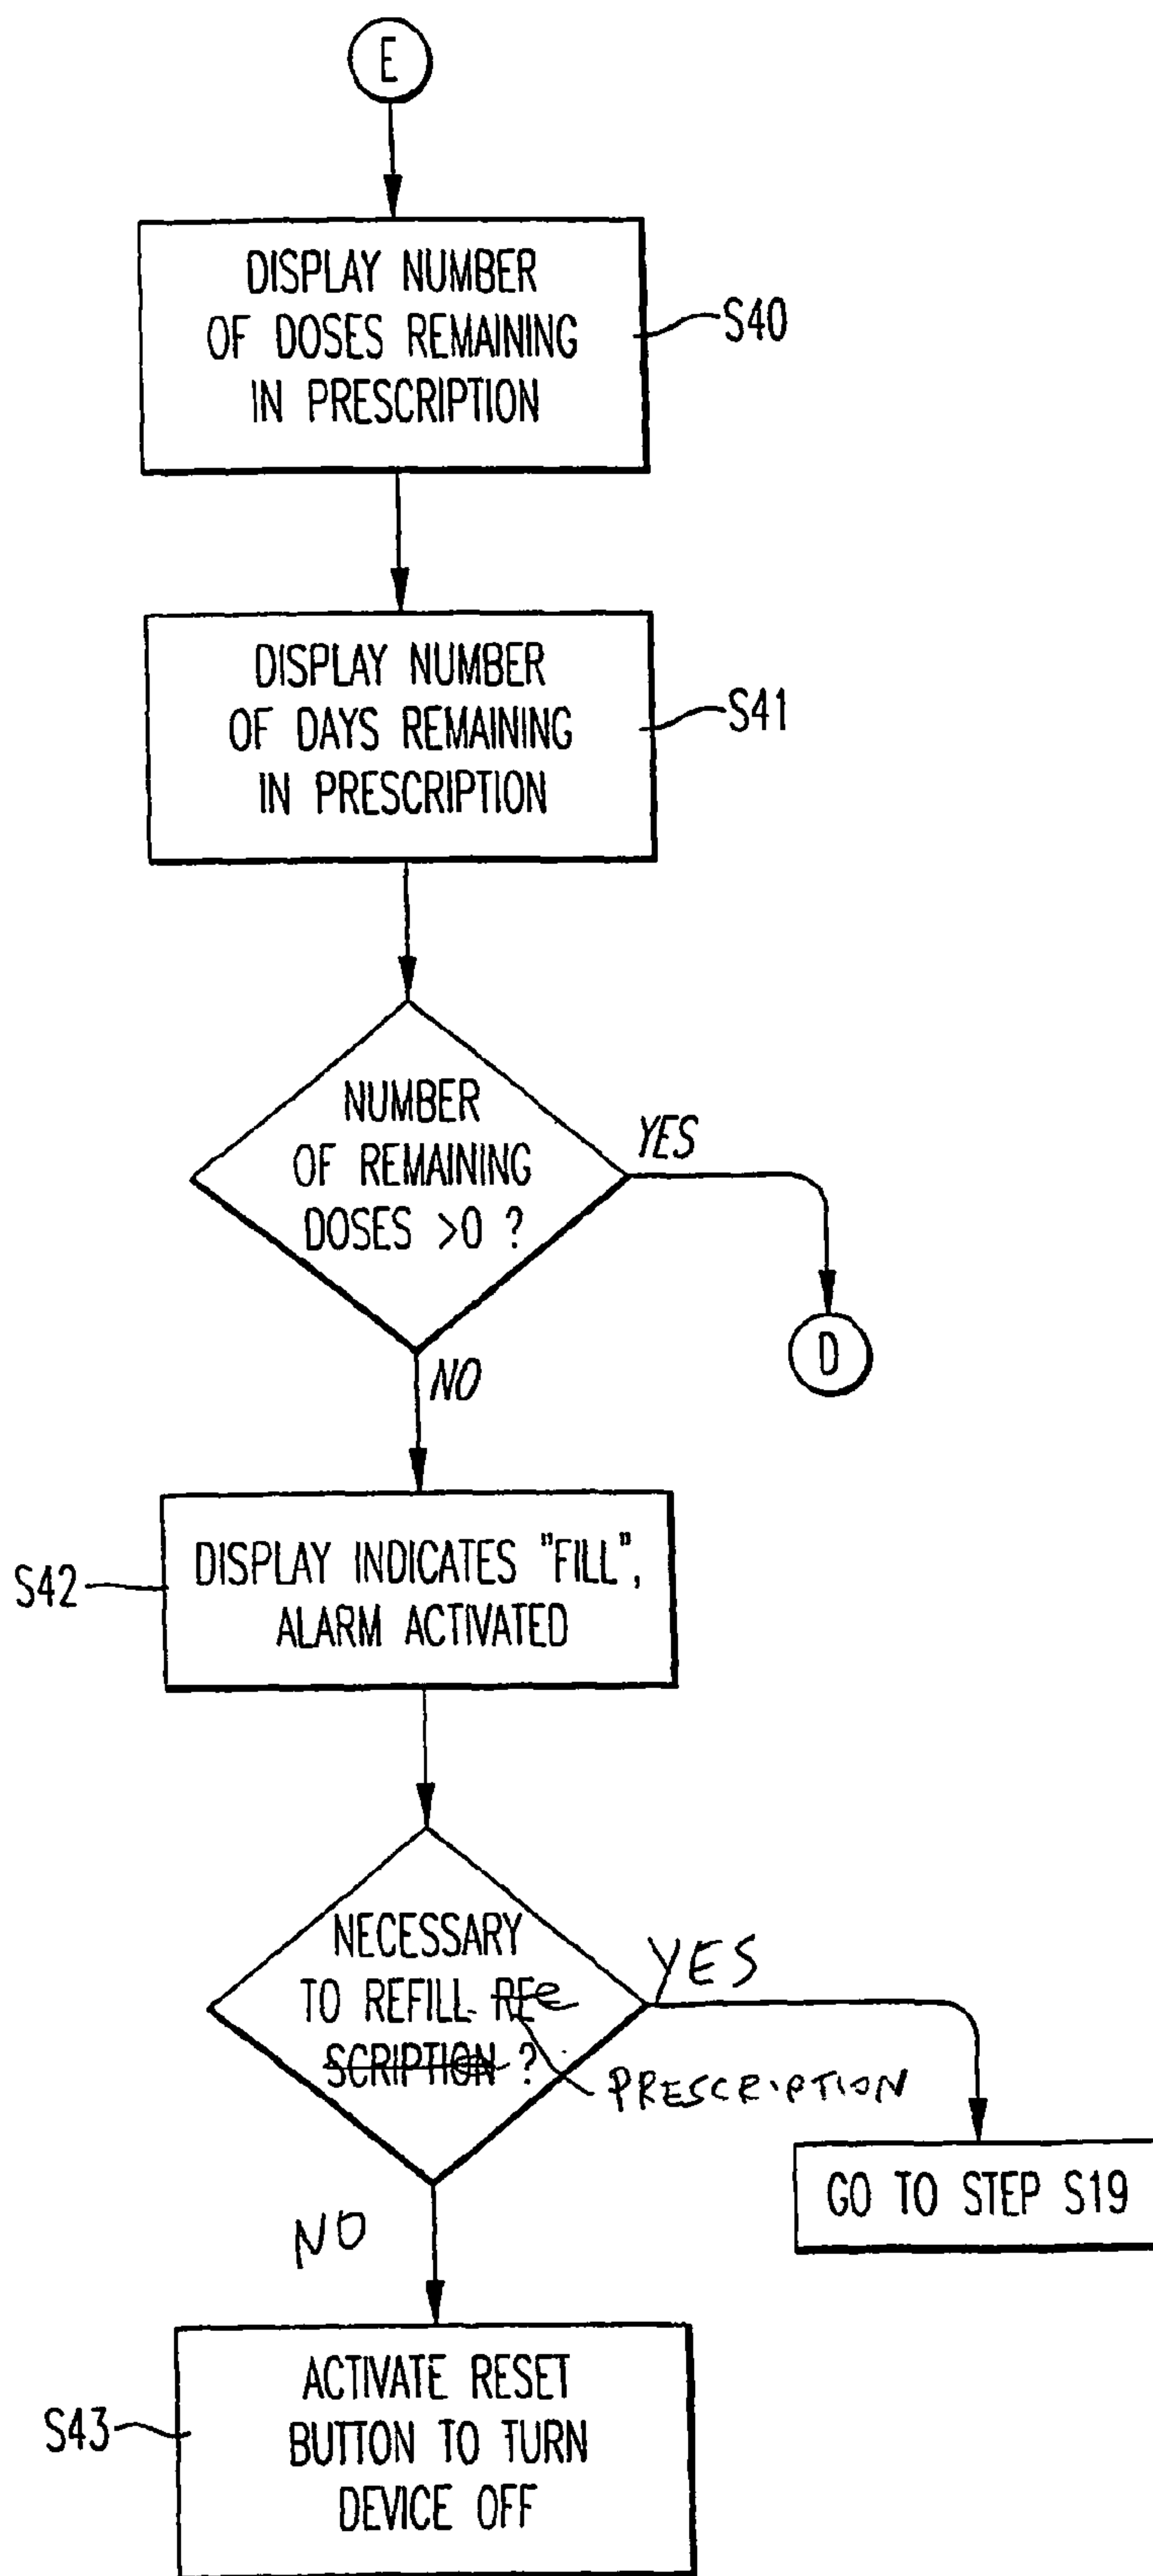 E
DISPLAY NUMBER
OF DOSES REMAINING
IN PRESCRIPTION
S40
DISPLAY NUMBER
OF DAYS REMAINING
IN PRESCRIPTION
S41
NUMBER
OF REMAINING
DOSES >0 ?
YES
D
NO
S42
DISPLAY INDICATES "FILL",
ALARM ACTIVATED
NECESSARY
TO REFILL RE
SCRIPTION ?
YES
PRESCRIPTION
GO TO STEP S19
NO
S43
ACTIVATE RESET
BUTTON TO TURN
DEVICE OFF